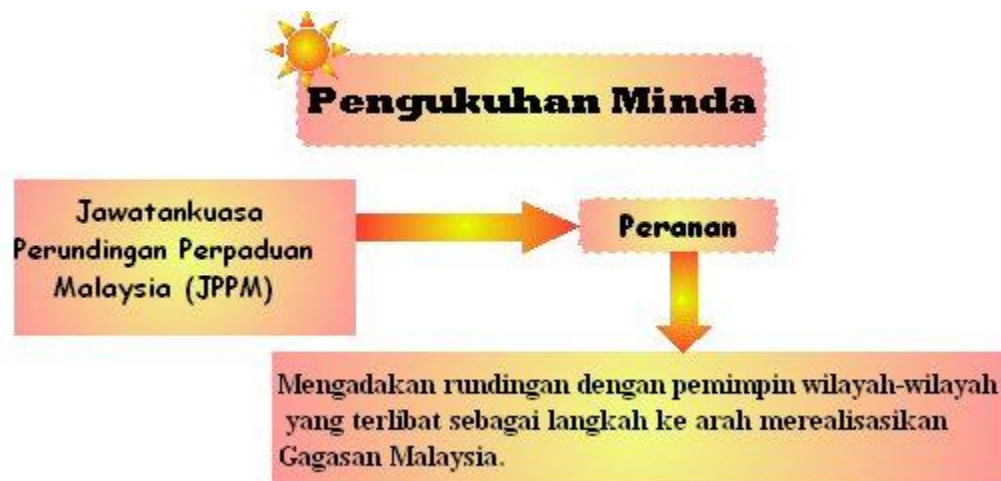 Pengukuhan Minda
Jawatankuasa
Perundingan Perpaduan
Malaysia (JPPM)
Peranan
Mengadakan rundingan dengan pemimpin wilayah-wilayah
yang terlibat sebagai langkah ke arah merealisasikan
Gagasan Malaysia.